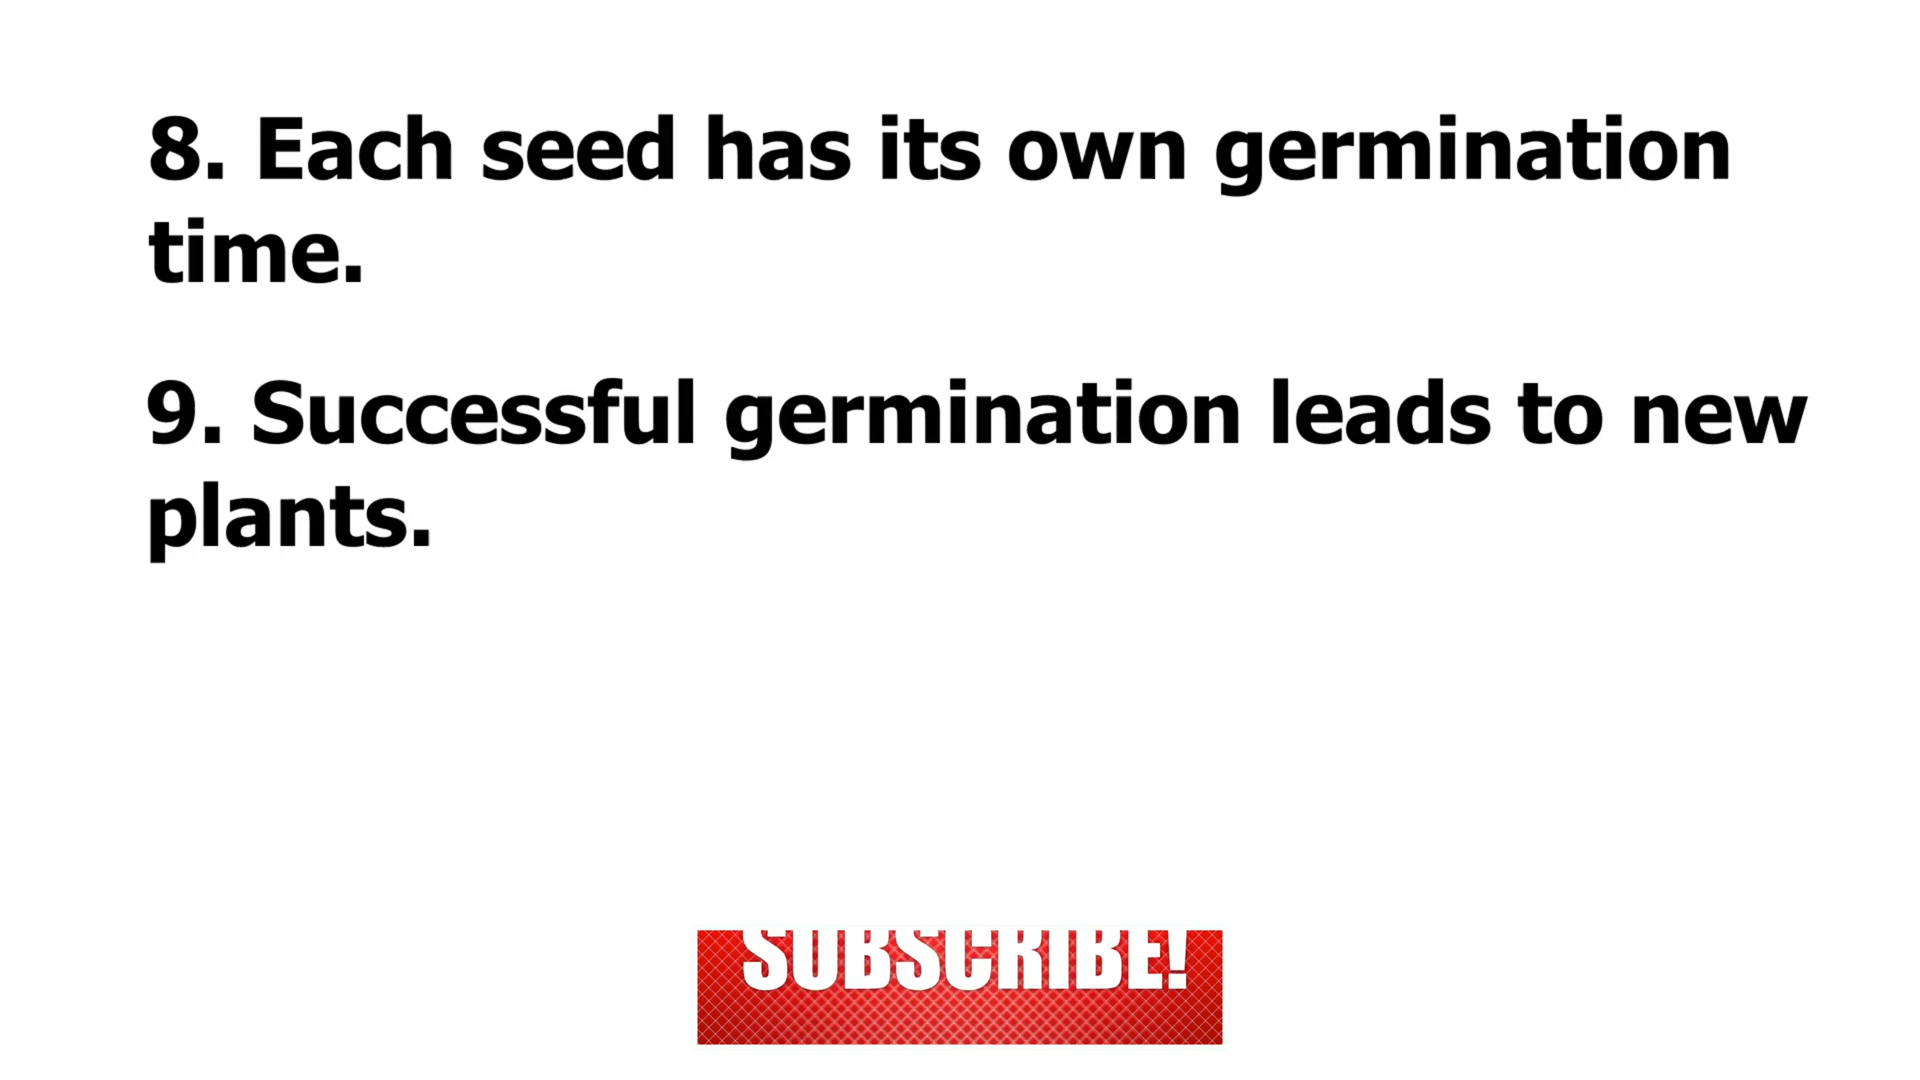 8. Each seed has its own germination
time.
9. Successful germination leads to new
plants.
SUBSCRIBE!